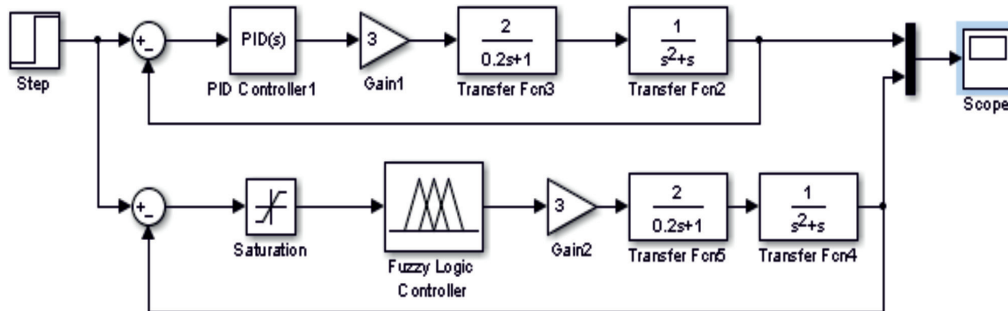 Step
+_
PID(s)
PID Controller1
3
Gain1
2
0.2s+1
Transfer Fcn3
1
s²+s
Transfer Fcn2
Scope
+_
Saturation
Fuzzy Logic
Controller
3
Gain2
2
0.2s+1
Transfer Fcn5
1
s²+s
Transfer Fcn4